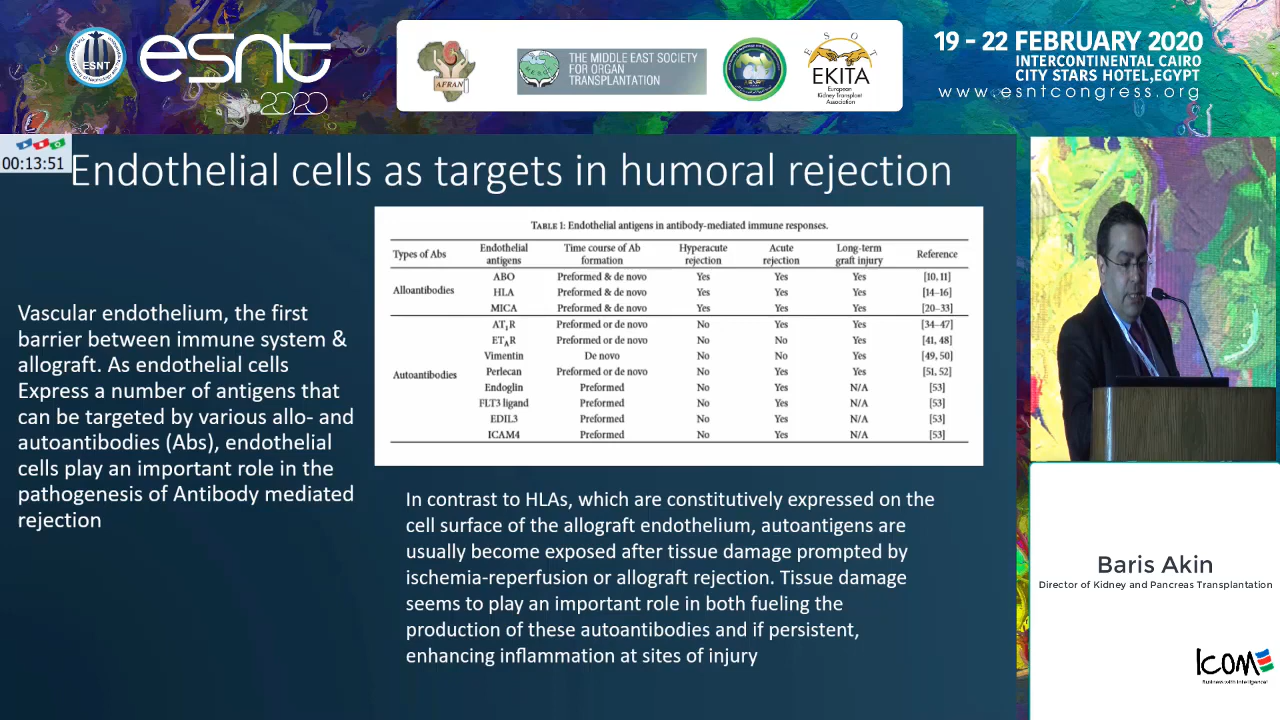 ESNT
esnt
2020
AFRAN
THE MIDDLE EAST SOCIETY
FOR ORGAN
TRANSPLANTATION
ESOT
EKITA
European
Kidney Transplant
Association
19 - 22 FEBRUARY 2020
INTERCONTINENTAL CAIRO
CITY STARS HOTEL,EGYPT
www.esntcongress.org
00:13:51
Endothelial cells as targets in humoral rejection
Vascular endothelium, the first
barrier between immune system &
allograft. As endothelial cells
Express a number of antigens that
can be targeted by various allo- and
autoantibodies (Abs), endothelial
cells play an important role in the
pathogenesis of Antibody mediated
rejection
TABLE 1: Endothelial antigens in antibody-mediated immune responses.
Types of Abs Endothelial antigens Time course of Ab formation Hyperacute rejection Acute rejection Long-term graft injury Reference
Alloantibodies
ABO Preformed & de novo Yes Yes Yes [10, 11]
HLA Preformed & de novo Yes Yes Yes [14–16]
MICA Preformed & de novo Yes Yes Yes [20–33]
Autoantibodies
AT₁R Preformed or de novo No Yes Yes [34–47]
ETAR Preformed or de novo No No Yes [41, 48]
Vimentin De novo No No Yes [49, 50]
Perlecan Preformed or de novo No Yes Yes [51, 52]
Endoglin Preformed No Yes N/A [53]
FLT3 ligand Preformed No Yes N/A [53]
EDIL3 Preformed No Yes N/A [53]
ICAM4 Preformed No Yes N/A [53]
In contrast to HLAs, which are constitutively expressed on the
cell surface of the allograft endothelium, autoantigens are
usually become exposed after tissue damage prompted by
ischemia-reperfusion or allograft rejection. Tissue damage
seems to play an important role in both fueling the
production of these autoantibodies and if persistent,
enhancing inflammation at sites of injury
Baris Akin
Director of Kidney and Pancreas Transplantation
ICOM
Business with Intelligence!